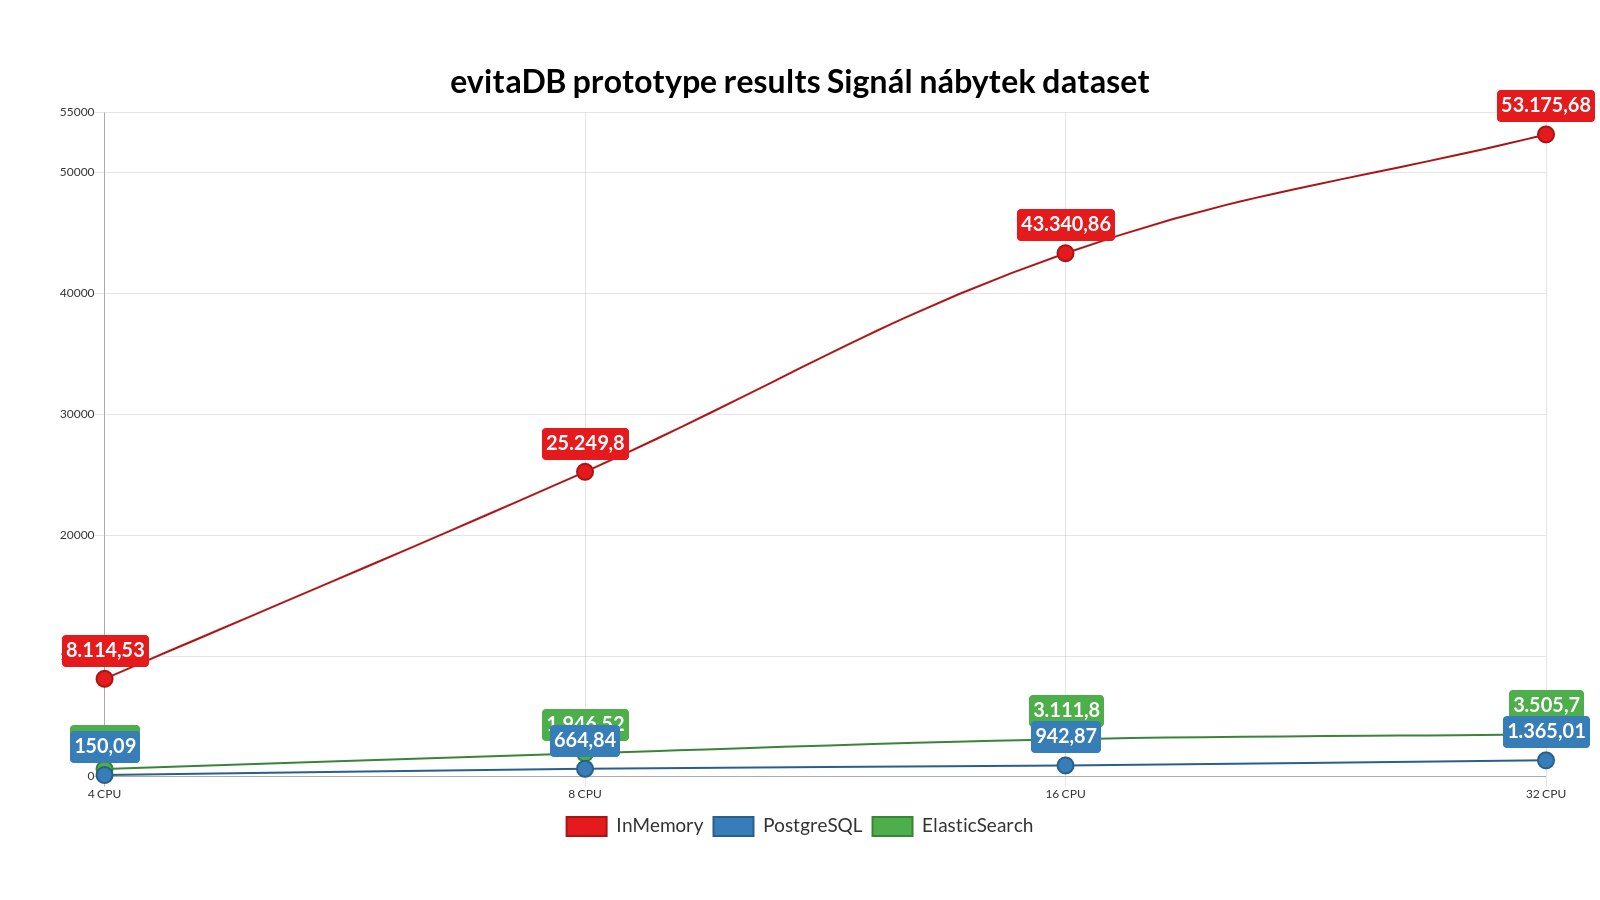 evitaDB prototype results Signál nábytek dataset
55000
53.175,68
50000
43.340,86
40000
25.249,8
30000
20000
8.114,53
3.111,8
3.505,7
1.946,52
150,09
664,84
942,87
1.365,01
0
4 CPU
8 CPU
16 CPU
32 CPU
InMemory
PostgreSQL
ElasticSearch